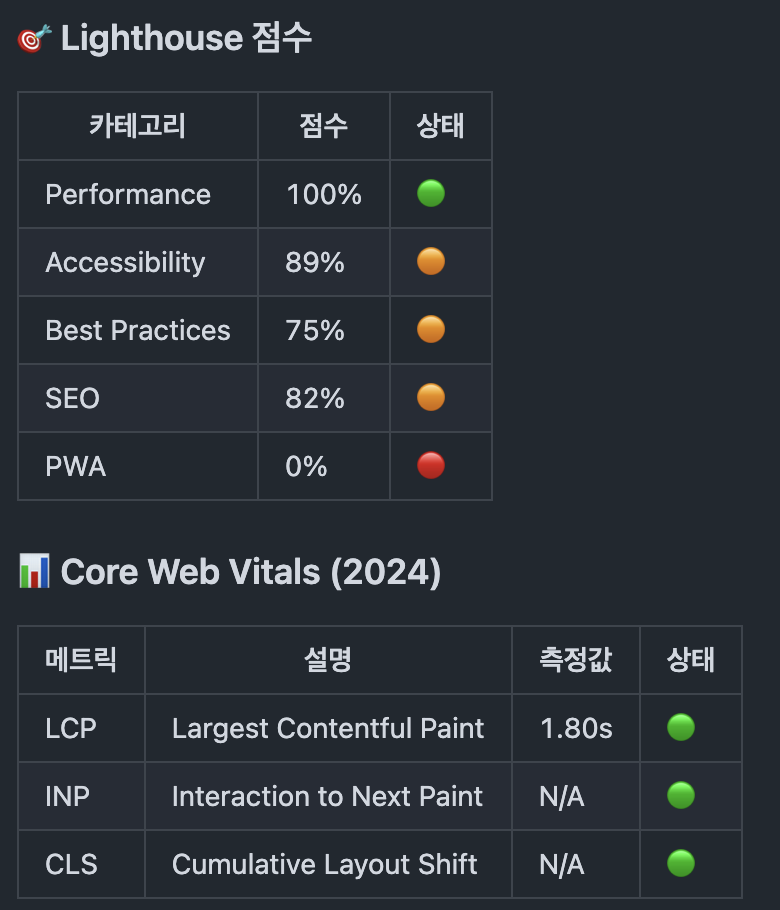 🎯 Lighthouse 점수
카테고리 점수 상태
Performance 100% 🟢
Accessibility 89% 🟠
Best Practices 75% 🟠
SEO 82% 🟠
PWA 0% 🔴
📊 Core Web Vitals (2024)
메트릭 설명 측정값 상태
LCP Largest Contentful Paint 1.80s 🟢
INP Interaction to Next Paint N/A 🟢
CLS Cumulative Layout Shift N/A 🟢